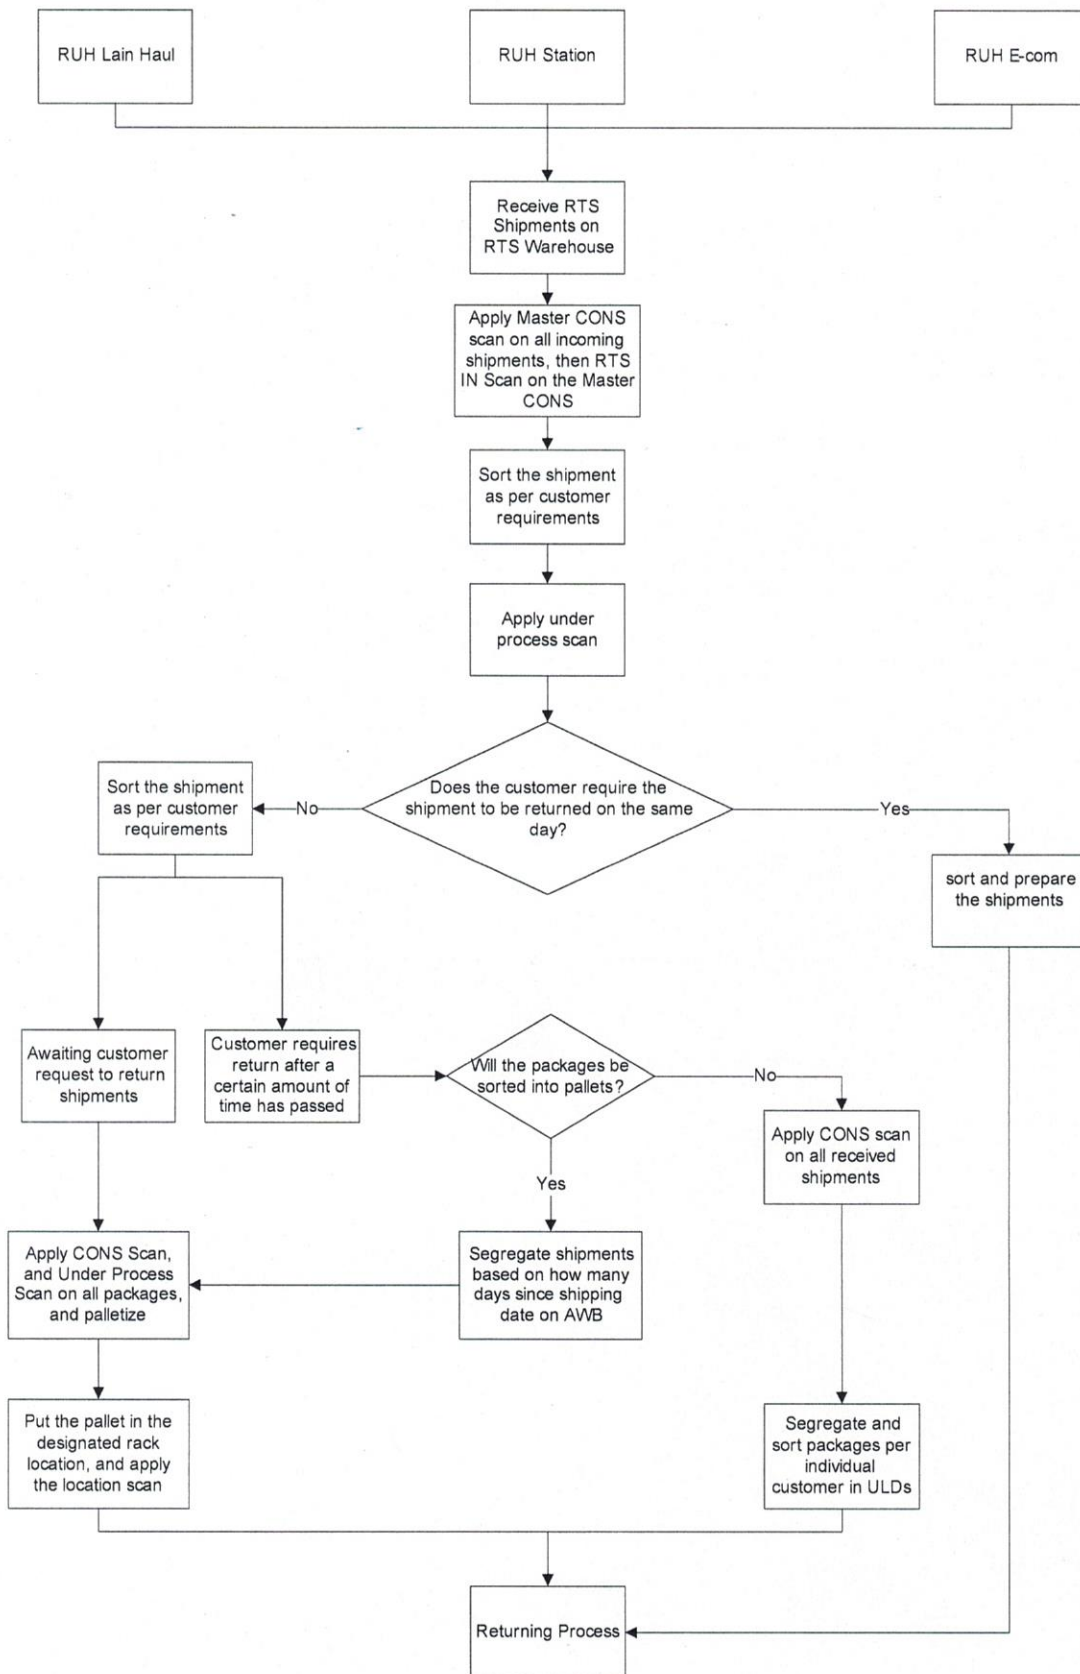 RUH Lain Haul
RUH Station
RUH E-com
Receive RTS
Shipments on
RTS Warehouse
Apply Master CONS
scan on all incoming
shipments, then RTS
IN Scan on the Master
CONS
Sort the shipment
as per customer
requirements
Apply under
process scan
Does the customer require the
shipment to be returned on the same
day?
No
Yes
Sort the shipment
as per customer
requirements
sort and prepare
the shipments
Awaiting customer
request to return
shipments
Customer requires
return after a
certain amount of
time has passed
Will the packages be
sorted into pallets?
No
Yes
Apply CONS scan
on all received
shipments
Apply CONS Scan,
and Under Process
Scan on all packages,
and palletize
Segregate shipments
based on how many
days since shipping
date on AWB
Put the pallet in the
designated rack
location, and apply
the location scan
Segregate and
sort packages per
individual
customer in ULDs
Returning Process